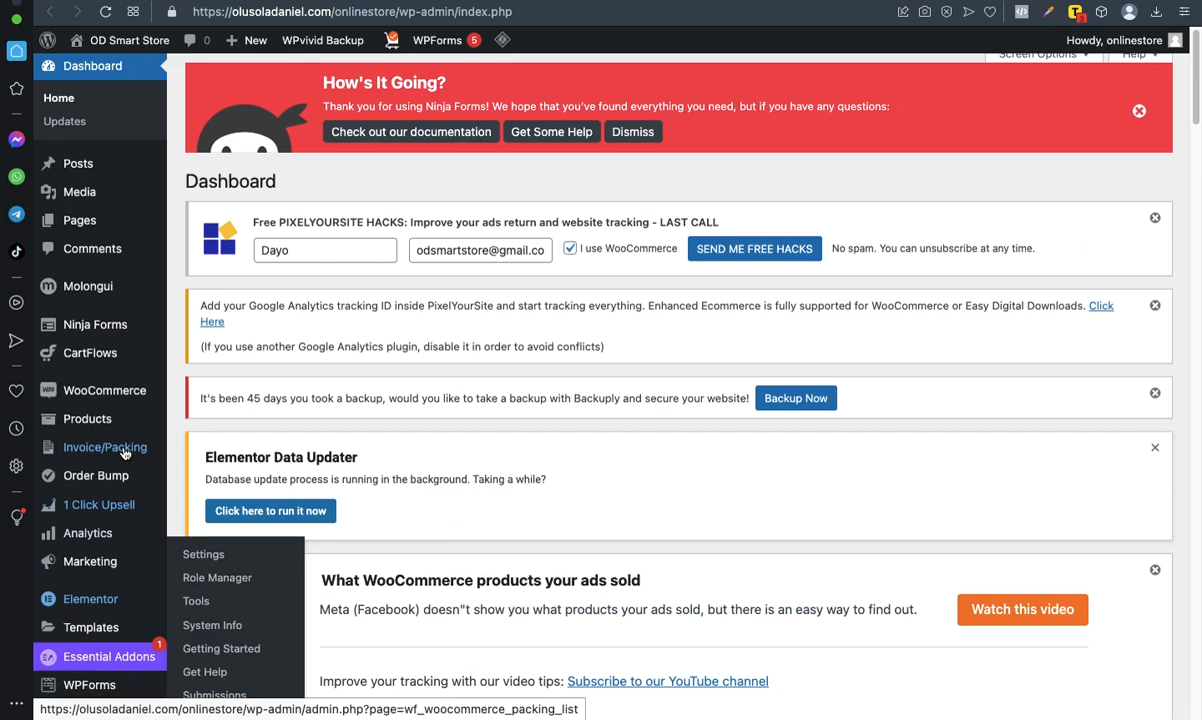 https://olusoladaniel.com/onlinestore/wp-admin/index.php
OD Smart Store
0
New
WPvivid Backup
WPForms
5
Howdy, onlinestore
Dashboard
Home
Updates
Posts
Media
Pages
Comments
Molongui
Ninja Forms
CartFlows
WooCommerce
Products
Invoice/Packing
Order Bump
1 Click Upsell
Analytics
Marketing
Elementor
Templates
Essential Addons
1
WPForms
Settings
Role Manager
Tools
System Info
Getting Started
Get Help
Submissions
Screen Options
Help
How's It Going?
Thank you for using Ninja Forms! We hope that you've found everything you need, but if you have any questions:
Check out our documentation
Get Some Help
Dismiss
Dashboard
Free PIXELYOURSITE HACKS: Improve your ads return and website tracking - LAST CALL
Dayo
odsmartstore@gmail.co
I use WooCommerce
SEND ME FREE HACKS
No spam. You can unsubscribe at any time.
Add your Google Analytics tracking ID inside PixelYourSite and start tracking everything. Enhanced Ecommerce is fully supported for WooCommerce or Easy Digital Downloads. Click
Here
(If you use another Google Analytics plugin, disable it in order to avoid conflicts)
It's been 45 days you took a backup, would you like to take a backup with Backuply and secure your website!
Backup Now
Elementor Data Updater
Database update process is running in the background. Taking a while?
Click here to run it now
What WooCommerce products your ads sold
Meta (Facebook) doesn"t show you what products your ads sold, but there is an easy way to find out.
Watch this video
Improve your tracking with our video tips: Subscribe to our YouTube channel
https://olusoladaniel.com/onlinestore/wp-admin/admin.php?page=wf_woocommerce_packing_list